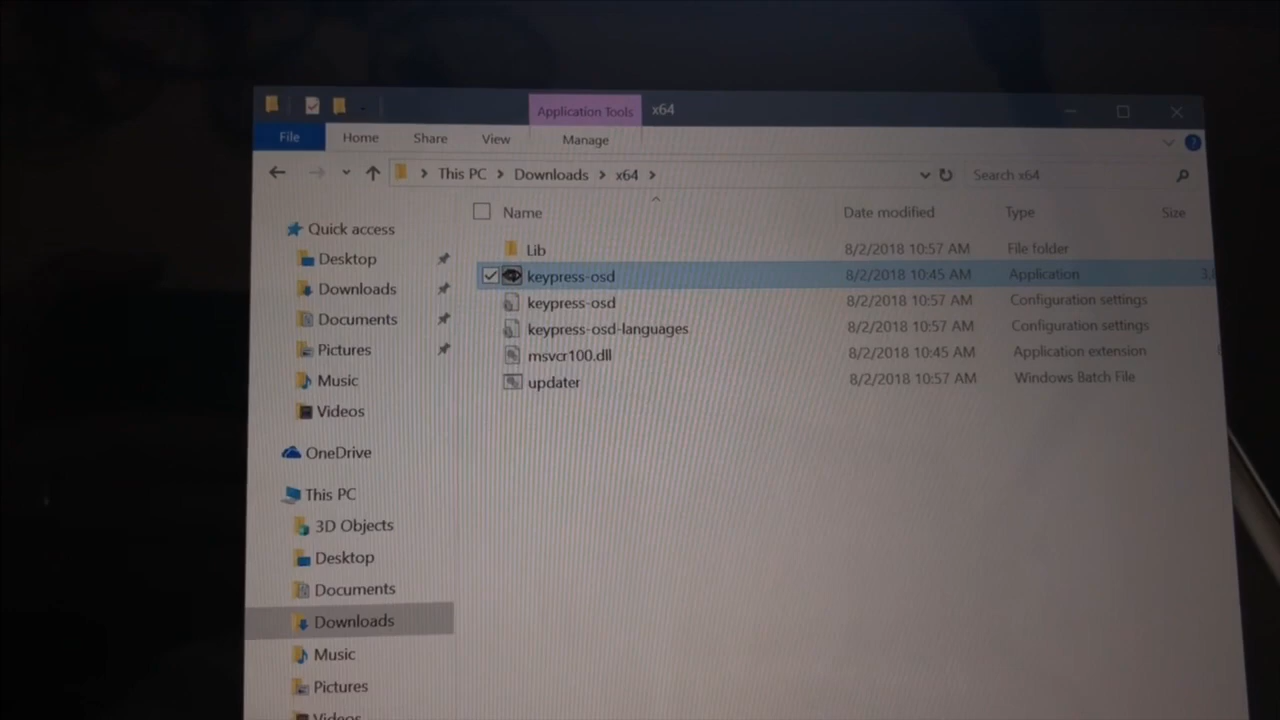 Application Tools x64
File Home Share View Manage
This PC Downloads x64 Search x64
Name Date modified Type Size
Quick access
Desktop
Downloads
Documents
Pictures
Music
Videos
OneDrive
This PC
3D Objects
Desktop
Documents
Downloads
Music
Pictures
Videos
Lib 8/2/2018 10:57 AM File folder
keypress-osd 8/2/2018 10:45 AM Application
keypress-osd 8/2/2018 10:57 AM Configuration settings
keypress-osd-languages 8/2/2018 10:57 AM Configuration settings
msvcr100.dll 8/2/2018 10:45 AM Application extension
updater 8/2/2018 10:57 AM Windows Batch File